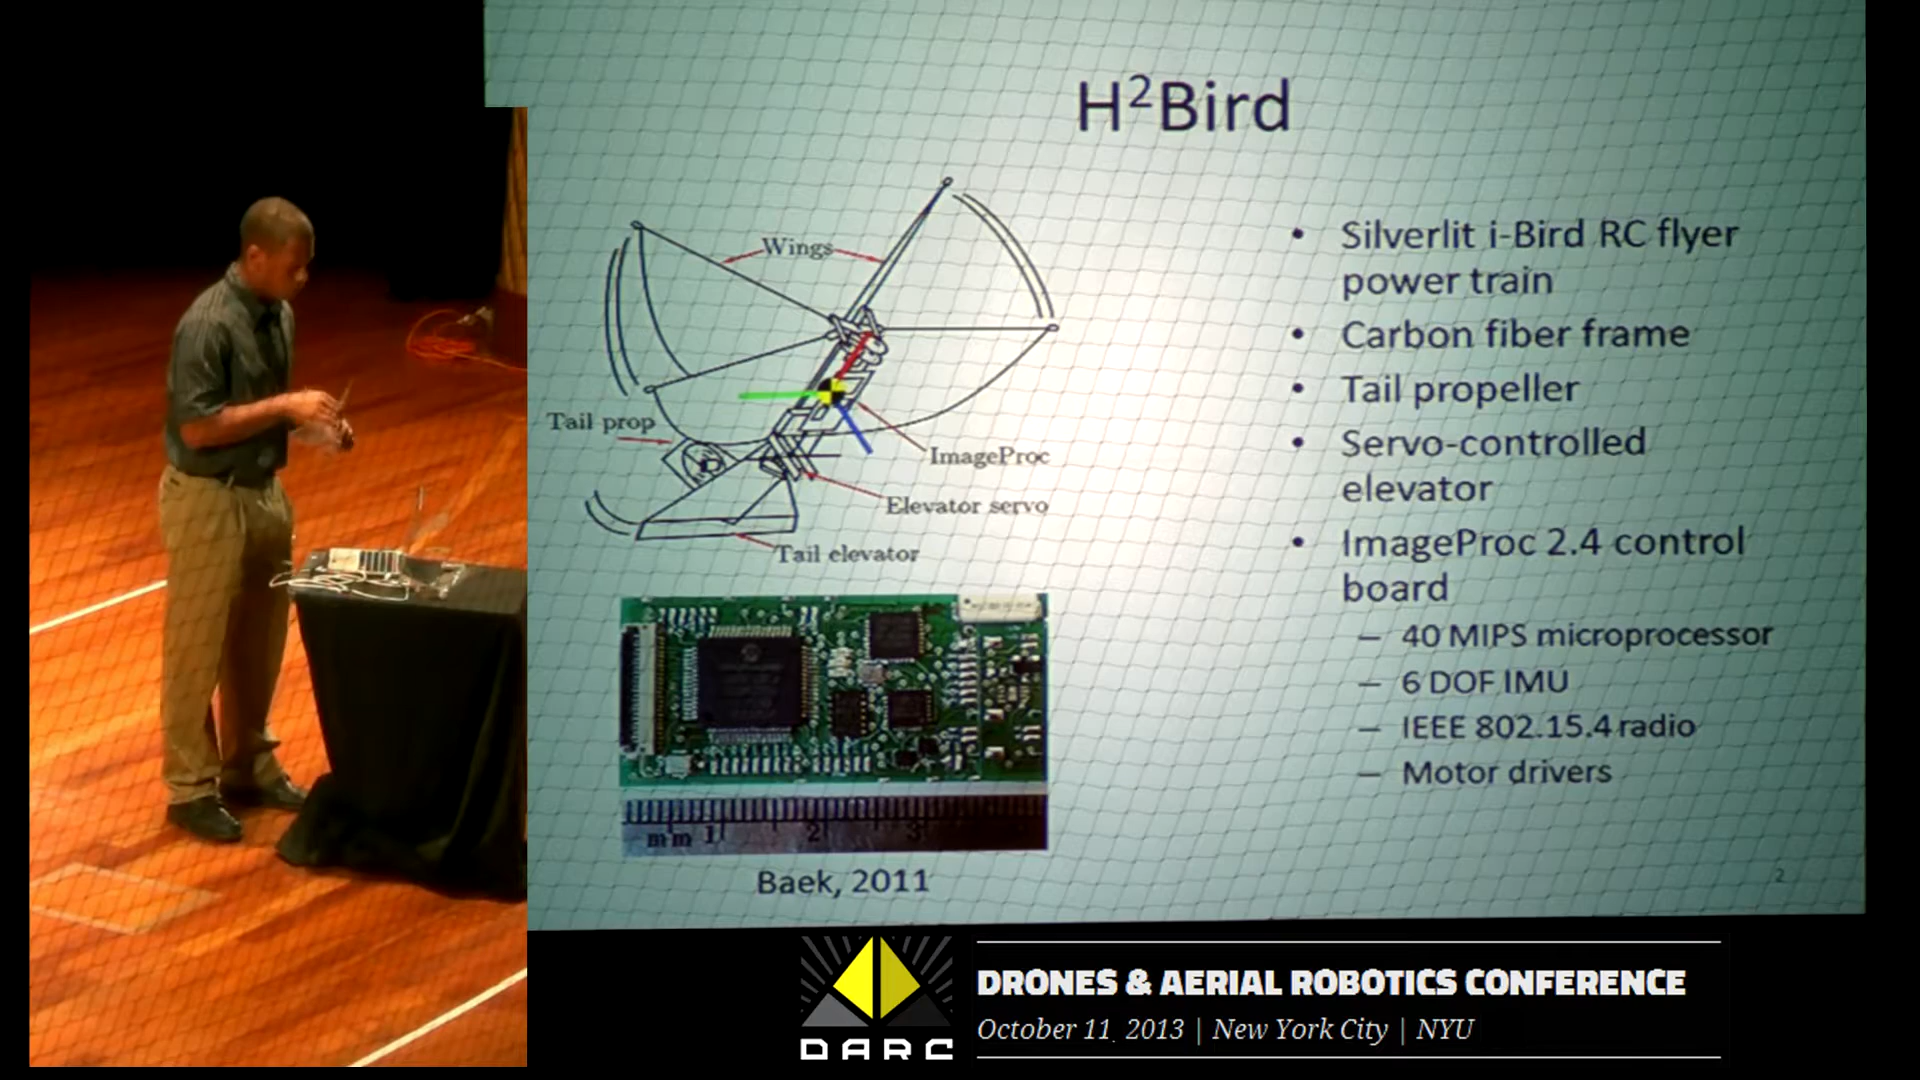 H²Bird
Wings
Tail prop
ImageProc
Elevator servo
Tail elevator
mm 1 2 3
Baek, 2011
• Silverlit i-Bird RC flyer
power train
• Carbon fiber frame
• Tail propeller
• Servo-controlled
elevator
• ImageProc 2.4 control
board
– 40 MIPS microprocessor
– 6 DOF IMU
– IEEE 802.15.4 radio
– Motor drivers
2
DARC
DRONES & AERIAL ROBOTICS CONFERENCE
October 11, 2013 | New York City | NYU